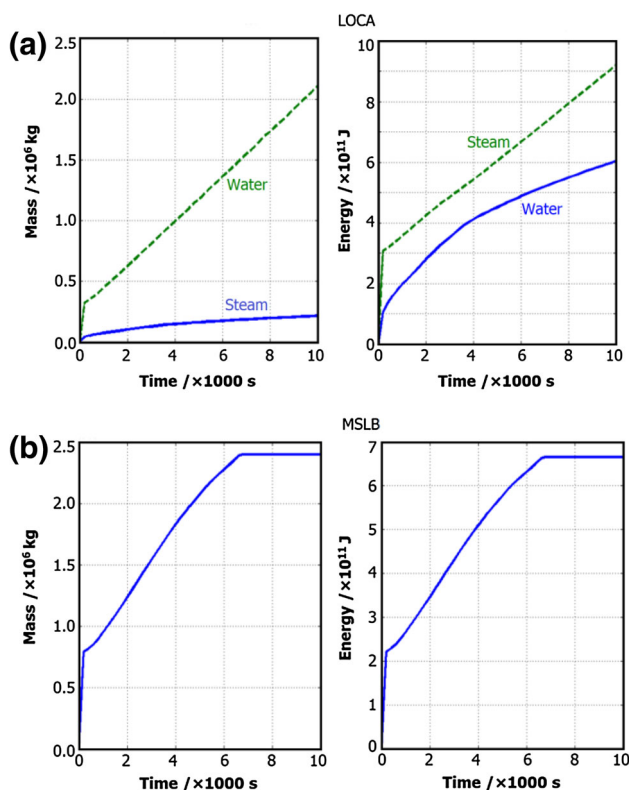 (a)
LOCA
2.5
2.0
1.5
1.0
0.5
0.0
Mass / ×10⁶ kg
Water
Steam
0 2 4 6 8 10
Time / ×1000 s
10
8
6
4
2
0
Energy / ×10¹¹ J
Steam
Water
0 2 4 6 8 10
Time / ×1000 s
(b)
MSLB
2.5
2.0
1.5
1.0
0.5
0.0
Mass / ×10⁶ kg
0 2 4 6 8 10
Time / ×1000 s
7
6
5
4
3
2
1
0
Energy / ×10¹¹ J
0 2 4 6 8 10
Time / ×1000 s